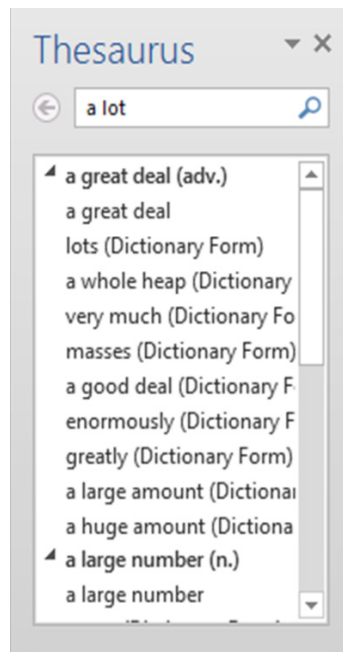 Thesaurus
a lot
a great deal (adv.)
a great deal
lots (Dictionary Form)
a whole heap (Dictionary
very much (Dictionary Fo
masses (Dictionary Form)
a good deal (Dictionary F
enormously (Dictionary F
greatly (Dictionary Form)
a large amount (Dictionar
a huge amount (Dictiona
a large number (n.)
a large number